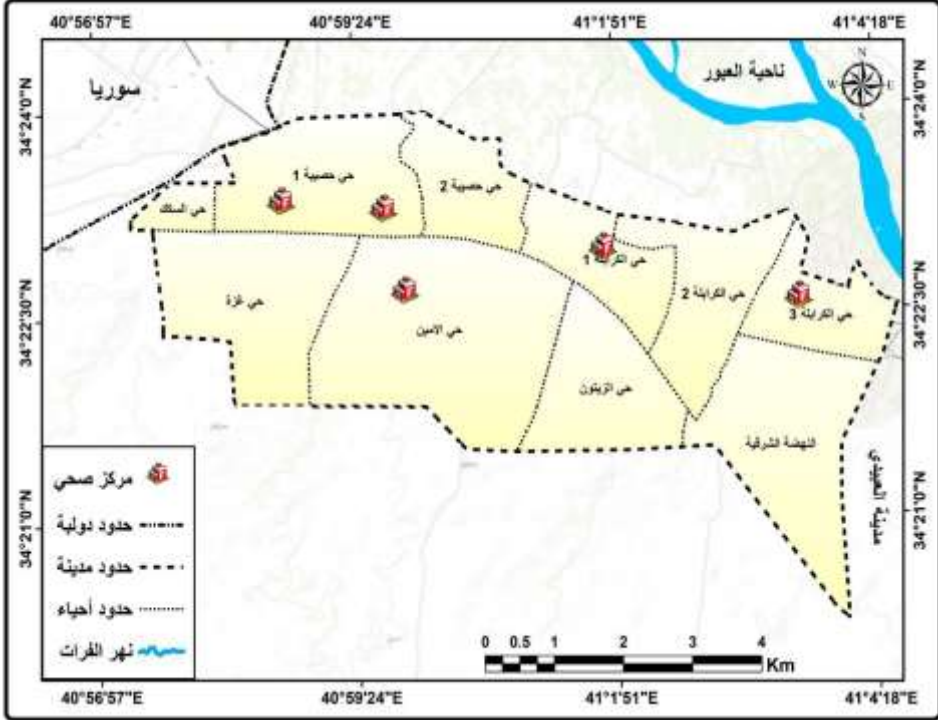 40°56'57"E 40°59'24"E 41°1'51"E 41°4'18"E
34°24'0"N
34°24'0"N
سوريا
ناحية العبور
N
W E
S
حي حصيبة 1
حي حصيبة 2
حي السكك
حي الكرابلة 1
حي الكرابلة 2
حي الكرابلة 3
34°22'30"N
34°22'30"N
حي غزة
حي الامين
حي الزيتون
النهضة الشرقية
مدينة العبيدي
34°21'0"N
34°21'0"N
مركز صحي
حدود دولية
حدود مدينة
حدود أحياء
نهر الفرات
0 0.5 1 2 3 4
Km
40°56'57"E 40°59'24"E 41°1'51"E 41°4'18"E